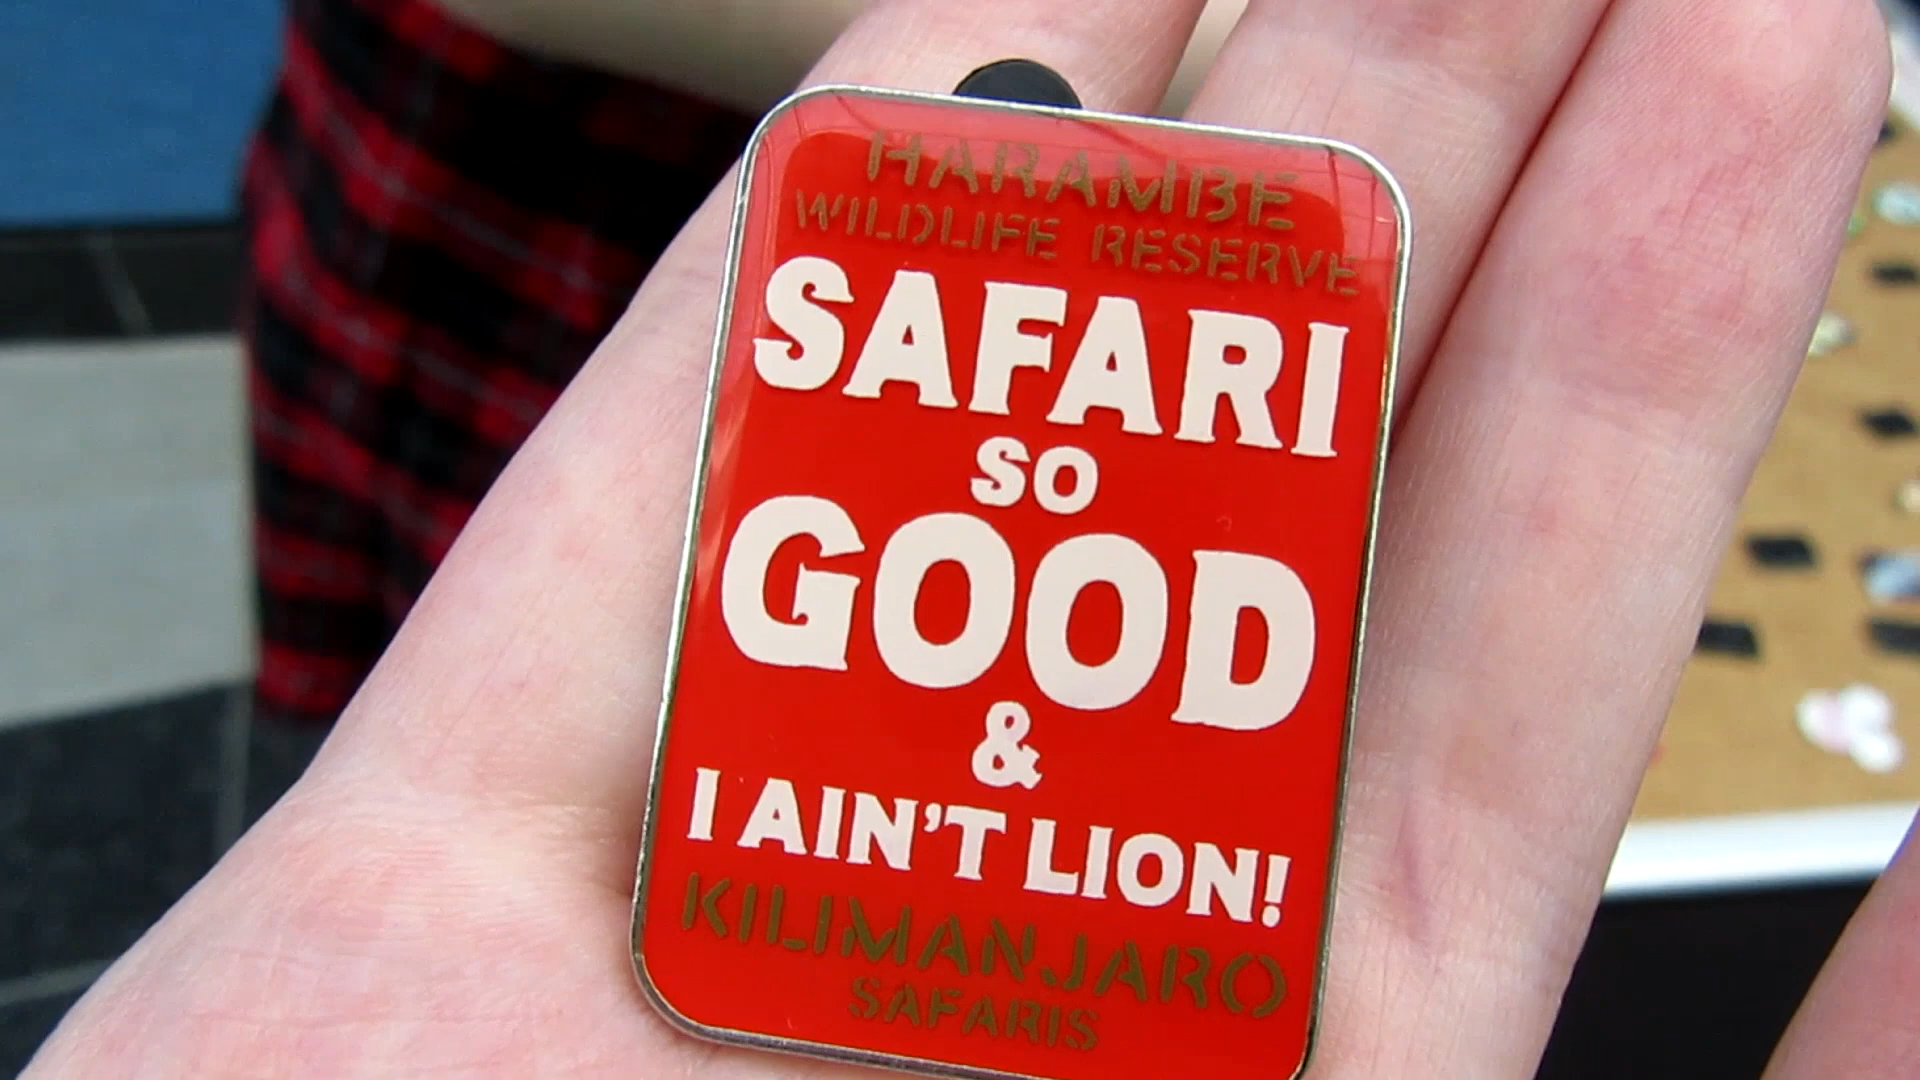 HARAMBE
WILDLIFE RESERVE
SAFARI
SO
GOOD
&
I AIN'T LION!
KILIMANJARO
SAFARIS